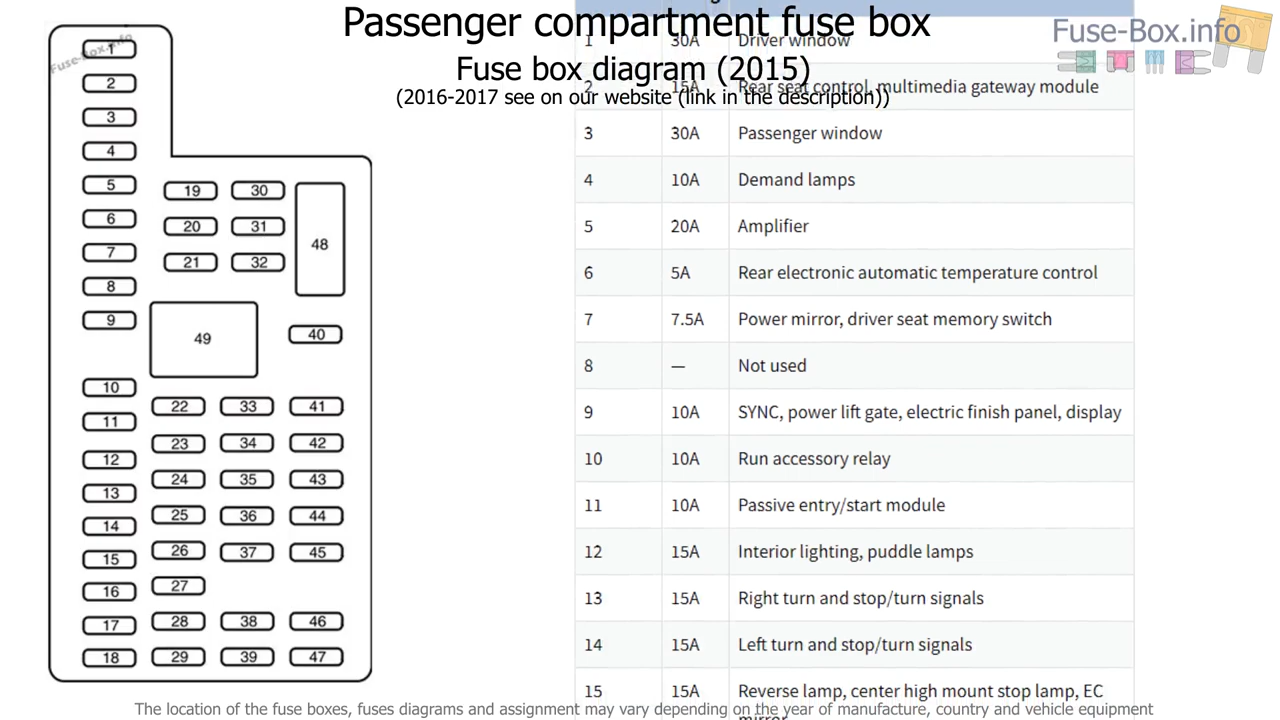 Passenger compartment fuse box
Fuse box diagram (2015)
(2016-2017 see on our website (link in the description))
Fuse-Box.info
Fuse-Box.info
1
2
3
4
5
6
7
8
9
10
11
12
13
14
15
16
17
18
19 30
20 31
21 32
48
49
40
22 33 41
23 34 42
24 35 43
25 36 44
26 37 45
27
28 38 46
29 39 47
1 30A Driver window
2 15A Rear seat control, multimedia gateway module
3 30A Passenger window
4 10A Demand lamps
5 20A Amplifier
6 5A Rear electronic automatic temperature control
7 7.5A Power mirror, driver seat memory switch
8 — Not used
9 10A SYNC, power lift gate, electric finish panel, display
10 10A Run accessory relay
11 10A Passive entry/start module
12 15A Interior lighting, puddle lamps
13 15A Right turn and stop/turn signals
14 15A Left turn and stop/turn signals
15 15A Reverse lamp, center high mount stop lamp, EC
mirror
The location of the fuse boxes, fuses diagrams and assignment may vary depending on the year of manufacture, country and vehicle equipment